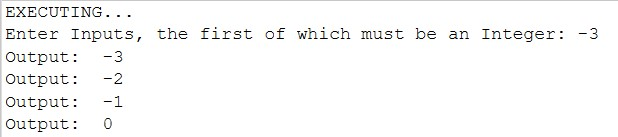 EXECUTING...
Enter Inputs, the first of which must be an Integer: -3
Output:  -3
Output:  -2
Output:  -1
Output:  0